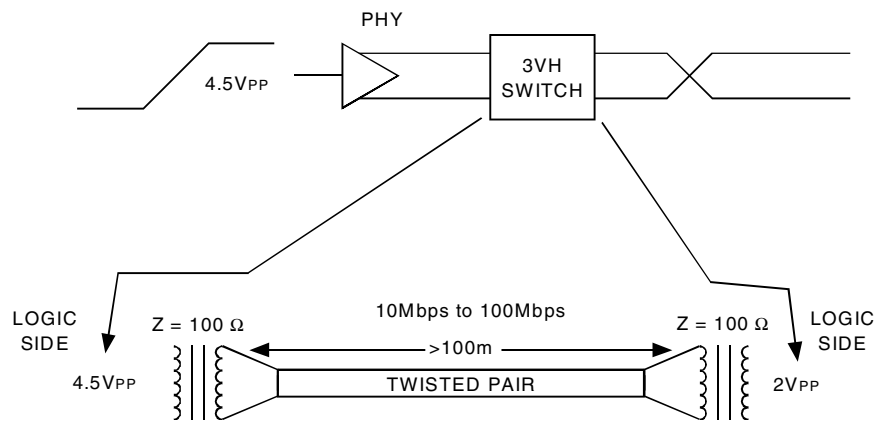 PHY
4.5VPP
3VH
SWITCH
10Mbps to 100Mbps
LOGIC
SIDE
Z = 100 Ω
Z = 100 Ω
LOGIC
SIDE
>100m
4.5VPP
TWISTED PAIR
2VPP